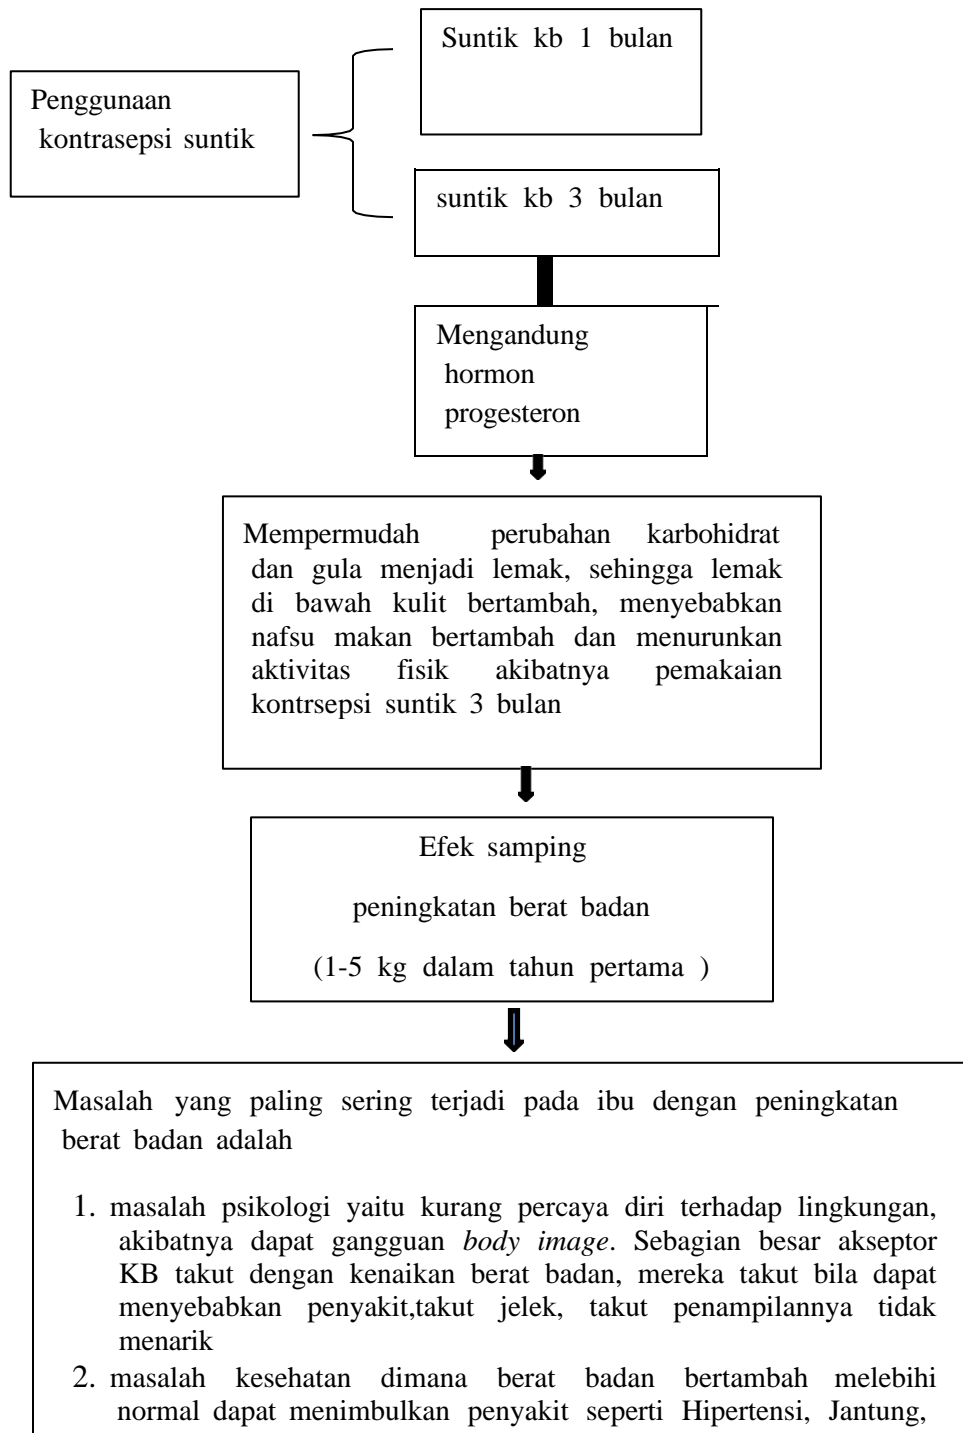 Suntik kb 1 bulan
Penggunaan
kontrasepsi suntik
suntik kb 3 bulan
Mengandung
hormon
progesteron
Mempermudah perubahan karbohidrat
dan gula menjadi lemak, sehingga lemak
di bawah kulit bertambah, menyebabkan
nafsu makan bertambah dan menurunkan
aktivitas fisik akibatnya pemakaian
kontrsepsi suntik 3 bulan
Efek samping
peningkatan berat badan
(1-5 kg dalam tahun pertama )
Masalah yang paling sering terjadi pada ibu dengan peningkatan
berat badan adalah
1. masalah psikologi yaitu kurang percaya diri terhadap lingkungan,
akibatnya dapat gangguan body image. Sebagian besar akseptor
KB takut dengan kenaikan berat badan, mereka takut bila dapat
menyebabkan penyakit,takut jelek, takut penampilannya tidak
menarik
2. masalah kesehatan dimana berat badan bertambah melebihi
normal dapat menimbulkan penyakit seperti Hipertensi, Jantung,